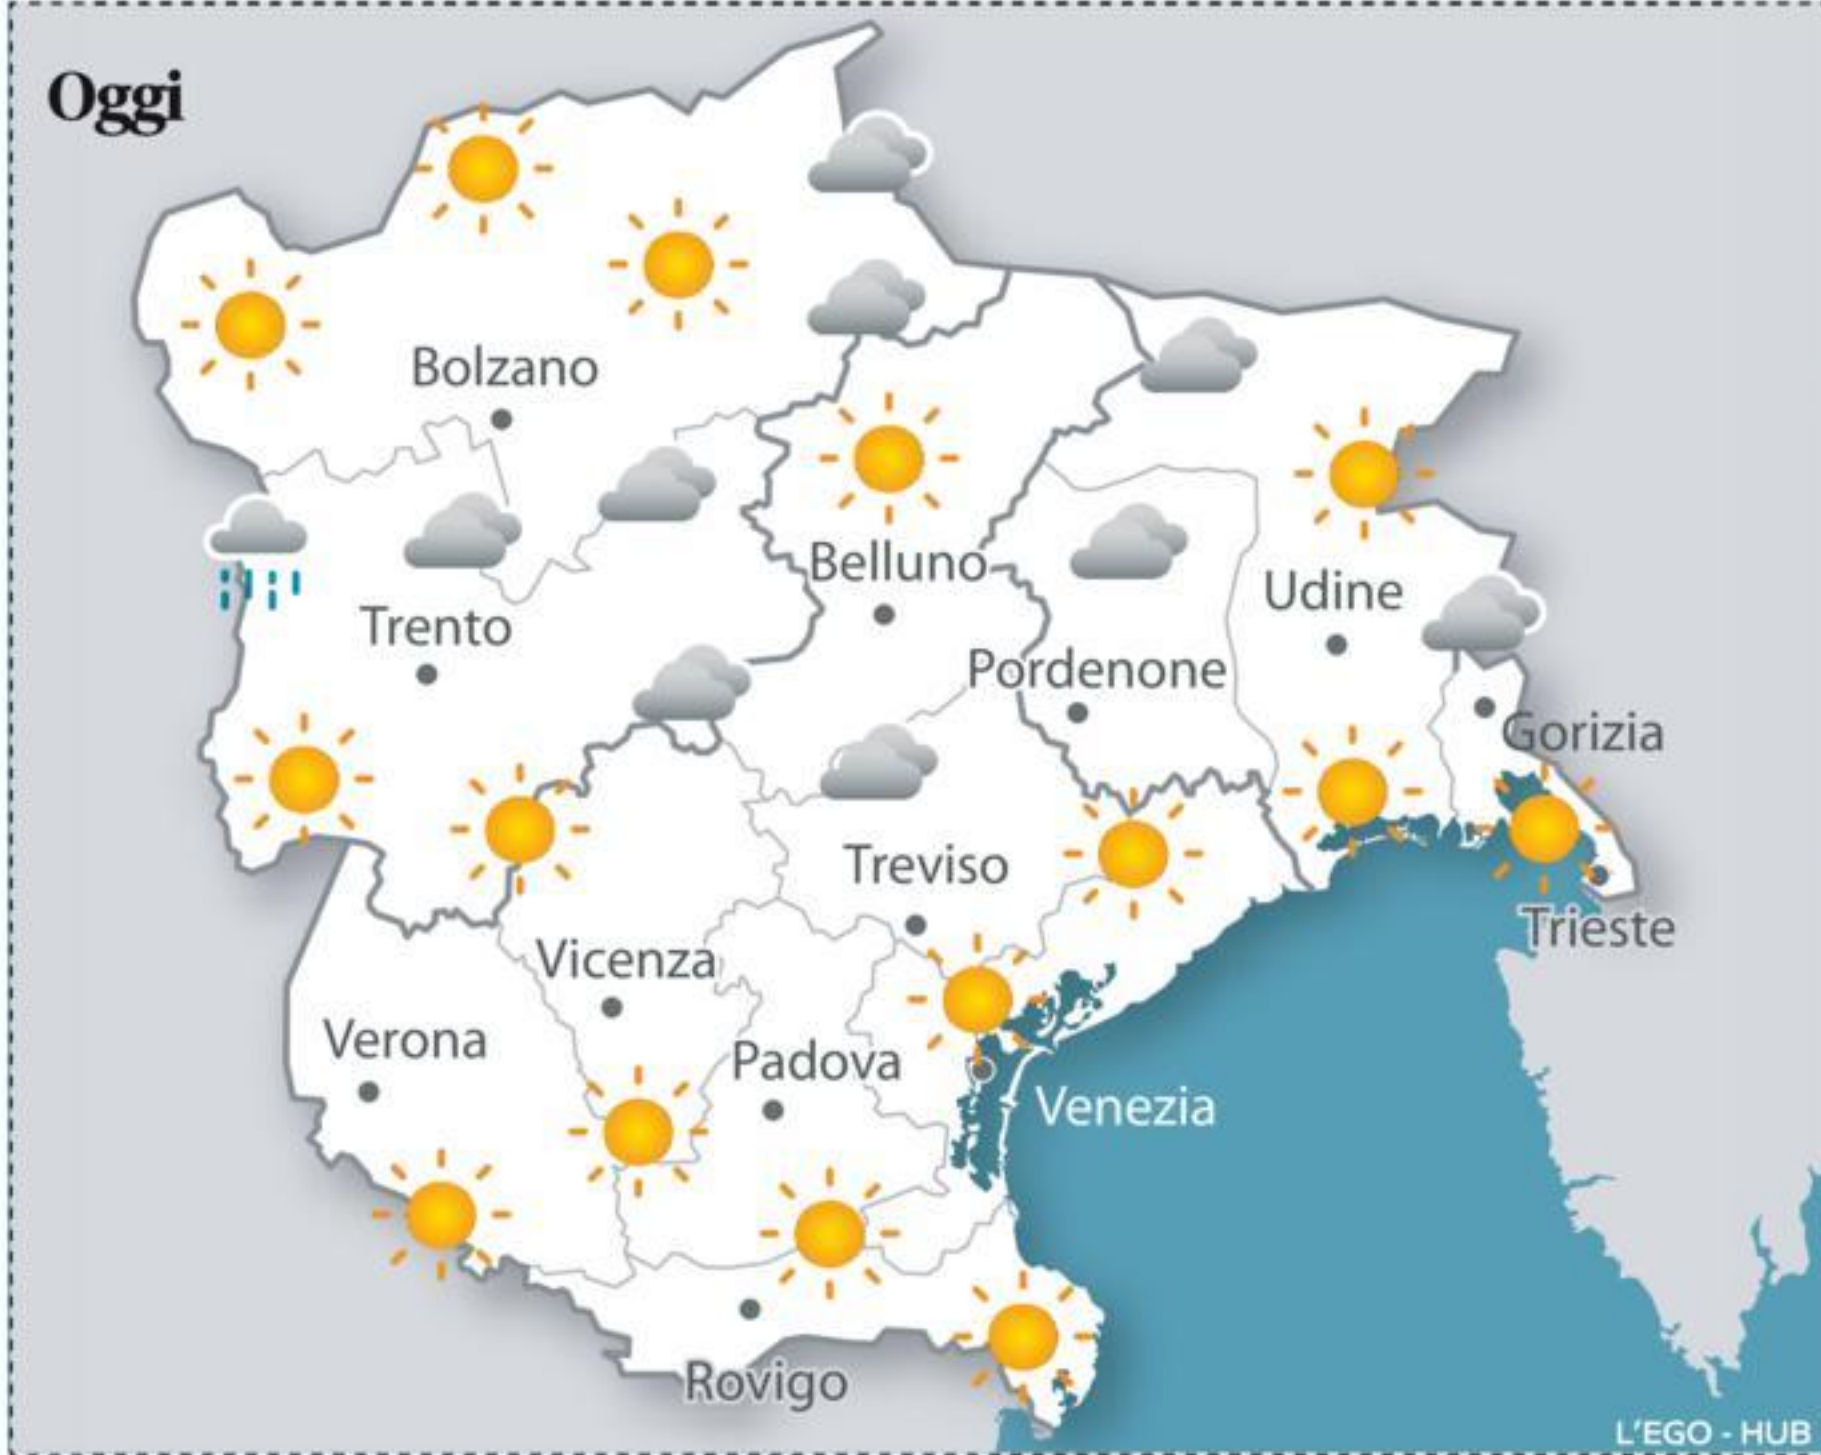 Oggi
Bolzano
Belluno
Udine
Trento
Pordenone
Gorizia
Treviso
Trieste
Vicenza
Verona
Padova
Venezia
Rovigo
L'EGO - HUB